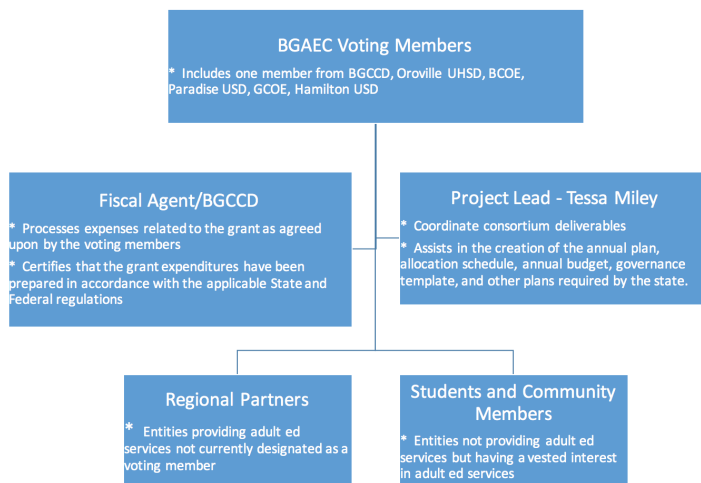 BGAEC Voting Members
* Includes one member from BGCCD, Oroville UHSD, BCOE,
Paradise USD, GCOE, Hamilton USD
Fiscal Agent/BGCCD
* Processes expenses related to the grant as agreed
upon by the voting members
* Certifies that the grant expenditures have been
prepared in accordance with the applicable State and
Federal regulations
Project Lead - Tessa Miley
* Coordinate consortium deliverables
* Assists in the creation of the annual plan,
allocation schedule, annual budget, governance
template, and other plans required by the state.
Regional Partners
* Entities providing adult ed
services not currently designated as a
voting member
Students and Community
Members
* Entities not providing adult ed
services but having a vested interest
in adult ed services